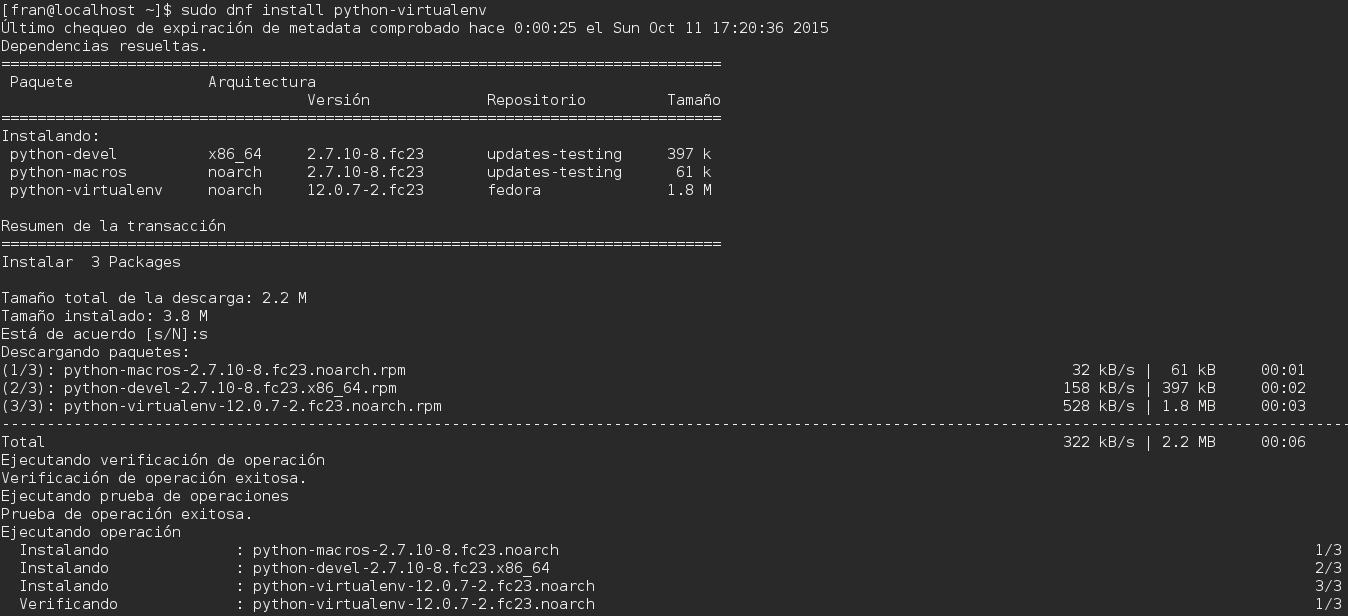 [fran@localhost ~]$ sudo dnf install python-virtualenv
Último chequeo de expiración de metadata comprobado hace 0:00:25 el Sun Oct 11 17:20:36 2015
Dependencias resueltas.
================================================================================
 Paquete               Arquitectura
                                  Versión             Repositorio         Tamaño
================================================================================
Instalando:
 python-devel          x86_64     2.7.10-8.fc23       updates-testing     397 k
 python-macros         noarch     2.7.10-8.fc23       updates-testing      61 k
 python-virtualenv     noarch     12.0.7-2.fc23       fedora              1.8 M
Resumen de la transacción
================================================================================
Instalar  3 Packages
Tamaño total de la descarga: 2.2 M
Tamaño instalado: 3.8 M
Está de acuerdo [s/N]:s
Descargando paquetes:
(1/3): python-macros-2.7.10-8.fc23.noarch.rpm 32 kB/s |  61 kB     00:01
(2/3): python-devel-2.7.10-8.fc23.x86_64.rpm 158 kB/s | 397 kB     00:02
(3/3): python-virtualenv-12.0.7-2.fc23.noarch.rpm 528 kB/s | 1.8 MB     00:03
--------------------------------------------------------------------------------
Total 322 kB/s | 2.2 MB     00:06
Ejecutando verificación de operación
Verificación de operación exitosa.
Ejecutando prueba de operaciones
Prueba de operación exitosa.
Ejecutando operación
  Instalando              : python-macros-2.7.10-8.fc23.noarch 1/3
  Instalando              : python-devel-2.7.10-8.fc23.x86_64 2/3
  Instalando              : python-virtualenv-12.0.7-2.fc23.noarch 3/3
  Verificando             : python-virtualenv-12.0.7-2.fc23.noarch 1/3